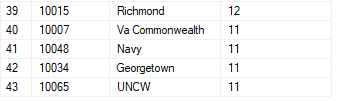 39 10015 Richmond 12
40 10007 Va Commonwealth 11
41 10048 Navy 11
42 10034 Georgetown 11
43 10065 UNCW 11